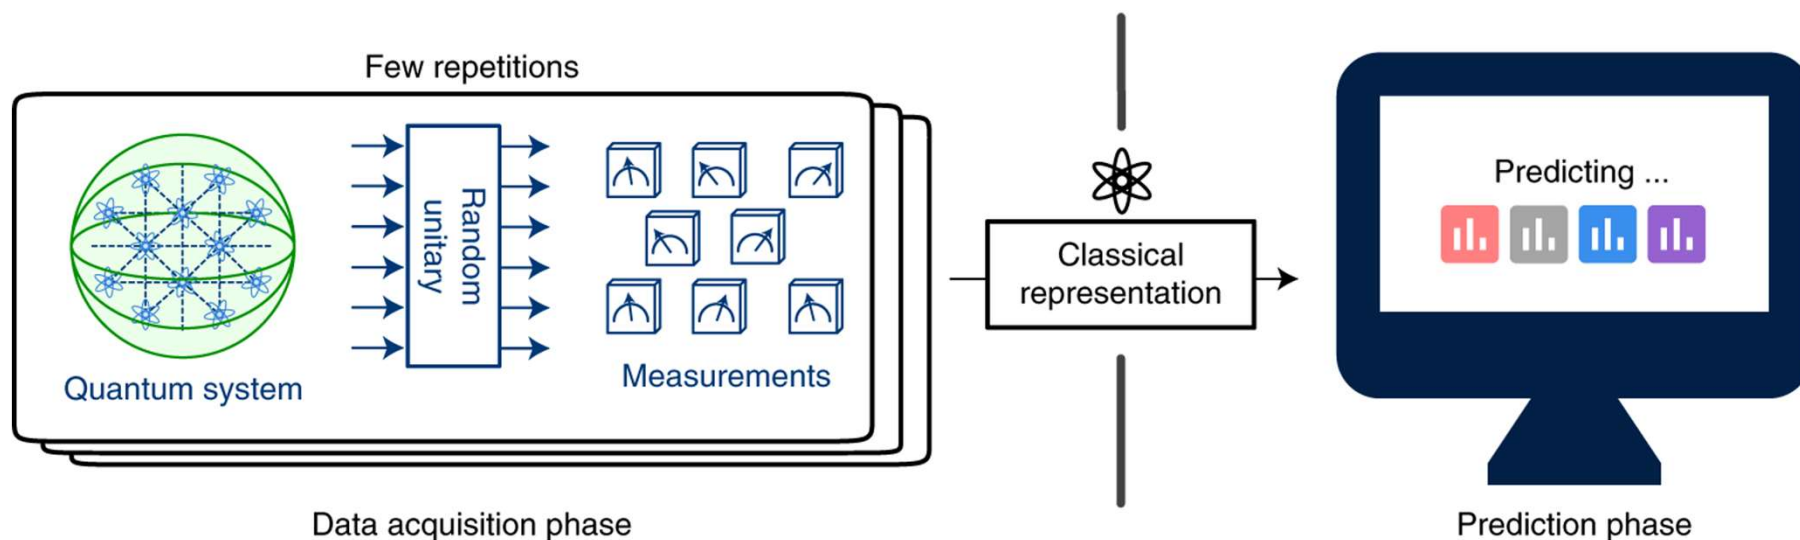 Few repetitions
Quantum system
Random
unitary
Measurements
Data acquisition phase
Classical
representation
Predicting ...
Prediction phase